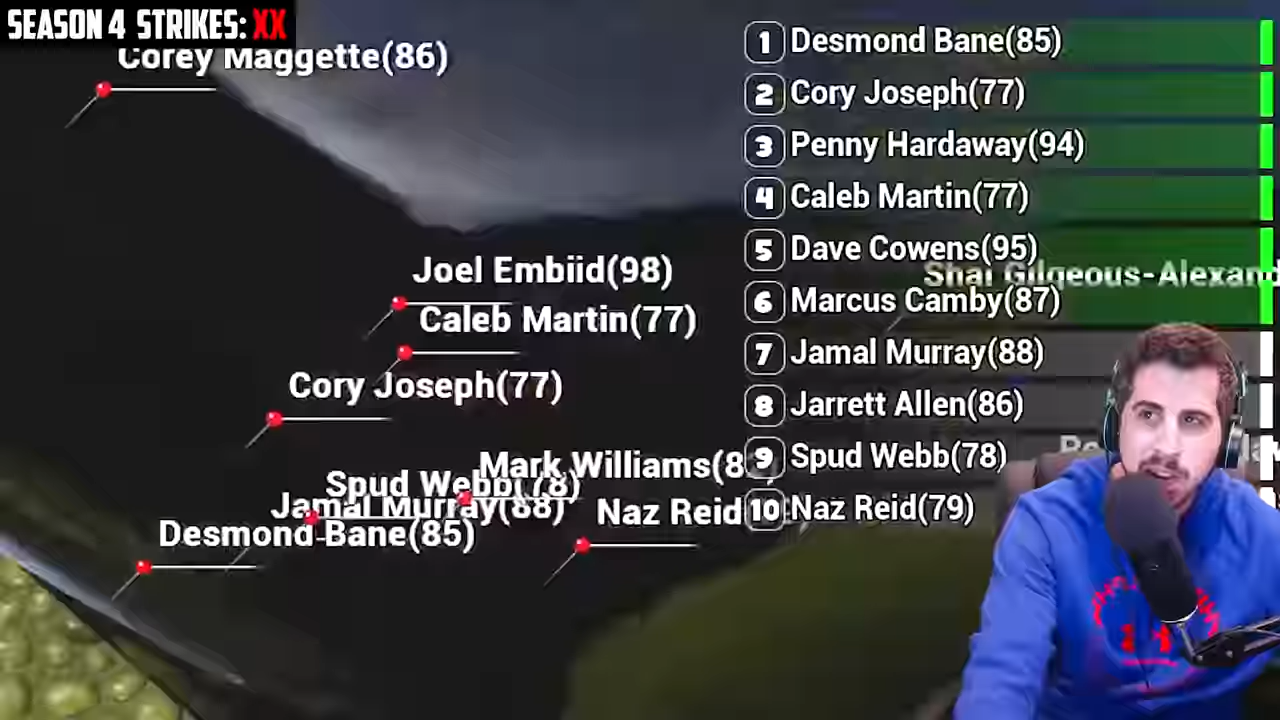 SEASON 4 STRIKES: XX
Corey Maggette(86)
Joel Embiid(98)
Caleb Martin(77)
Cory Joseph(77)
Mark Williams(8
Spud Webb(78)
Jamal Murray(88)
Naz Reid
Desmond Bane(85)
1 Desmond Bane(85)
2 Cory Joseph(77)
3 Penny Hardaway(94)
4 Caleb Martin(77)
5 Dave Cowens(95)
Shai Gilgeous-Alexand
6 Marcus Camby(87)
7 Jamal Murray(88)
8 Jarrett Allen(86)
9 Spud Webb(78)
10 Naz Reid(79)